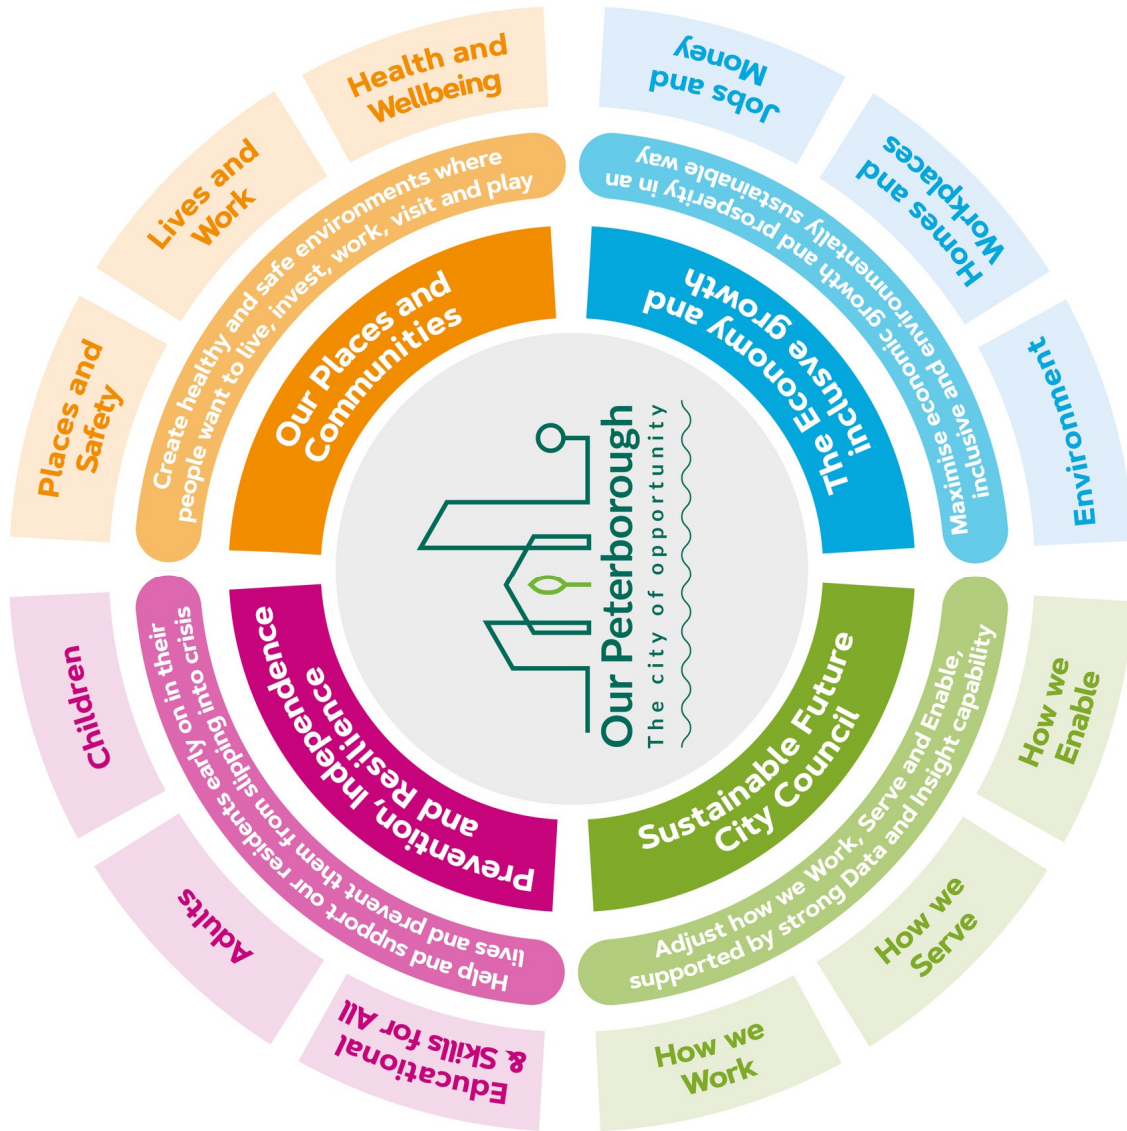 Our Peterborough
The city of opportunity
The Economy and
inclusve growth
Maximise economic growth and prosperity in an
inclusive and environmentally sustainable way
Environment
Homes and
Workplaces
Jobs and
Money
Our Places and
Communities
Create healthy and safe environments where
people want to live, invest, work, visit and play
Places and
Safety
Lives and
Work
Health and
Wellbeing
Prevention, Independence
and Resilience
Help and support our residents early on in their
lives and prevent them from slipping into crisis
Educational
& Skills for All
Adults
Children
Sustainable Future
City Council
Adjust how we Work, Serve and Enable,
supported by strong Data and Insight capability
How we
Work
How we
Serve
How we
Enable